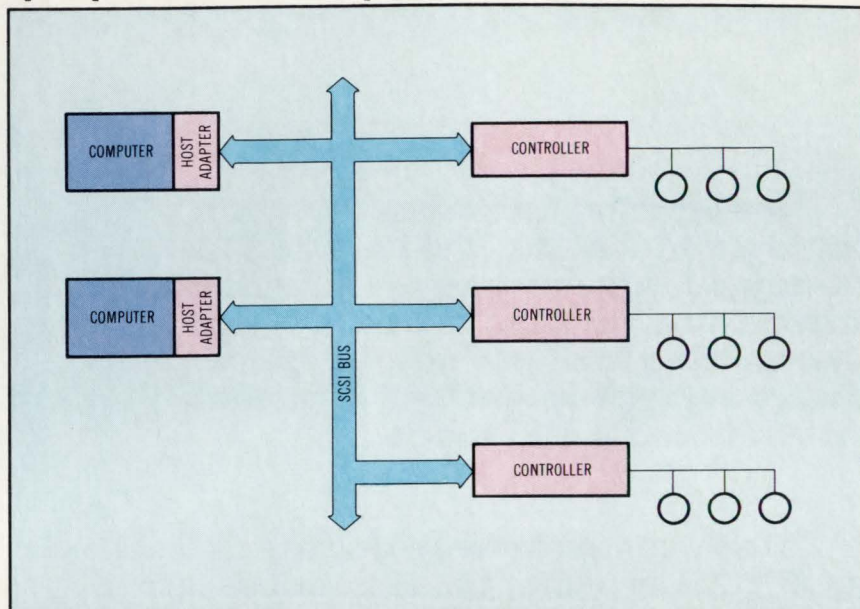 COMPUTER
HOST
ADAPTER
CONTROLLER
COMPUTER
HOST
ADAPTER
CONTROLLER
SCSI BUS
CONTROLLER